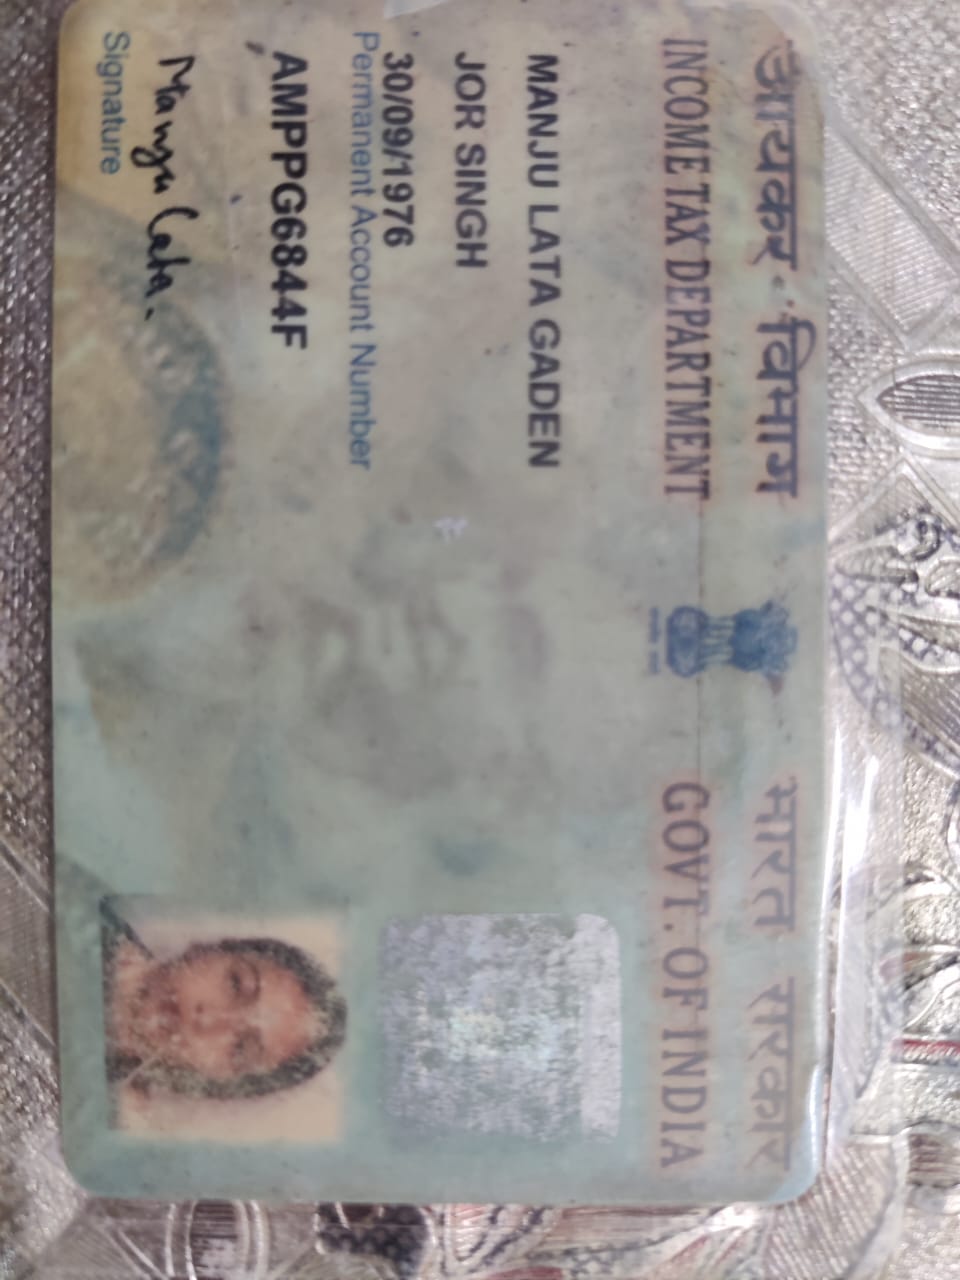 आयकर विभाग
INCOME TAX DEPARTMENT
भारत सरकार
GOVT. OF INDIA
MANJU LATA GADEN
JOR SINGH
30/09/1976
Permanent Account Number
AMPPG6844F
Manju Lata.
Signature